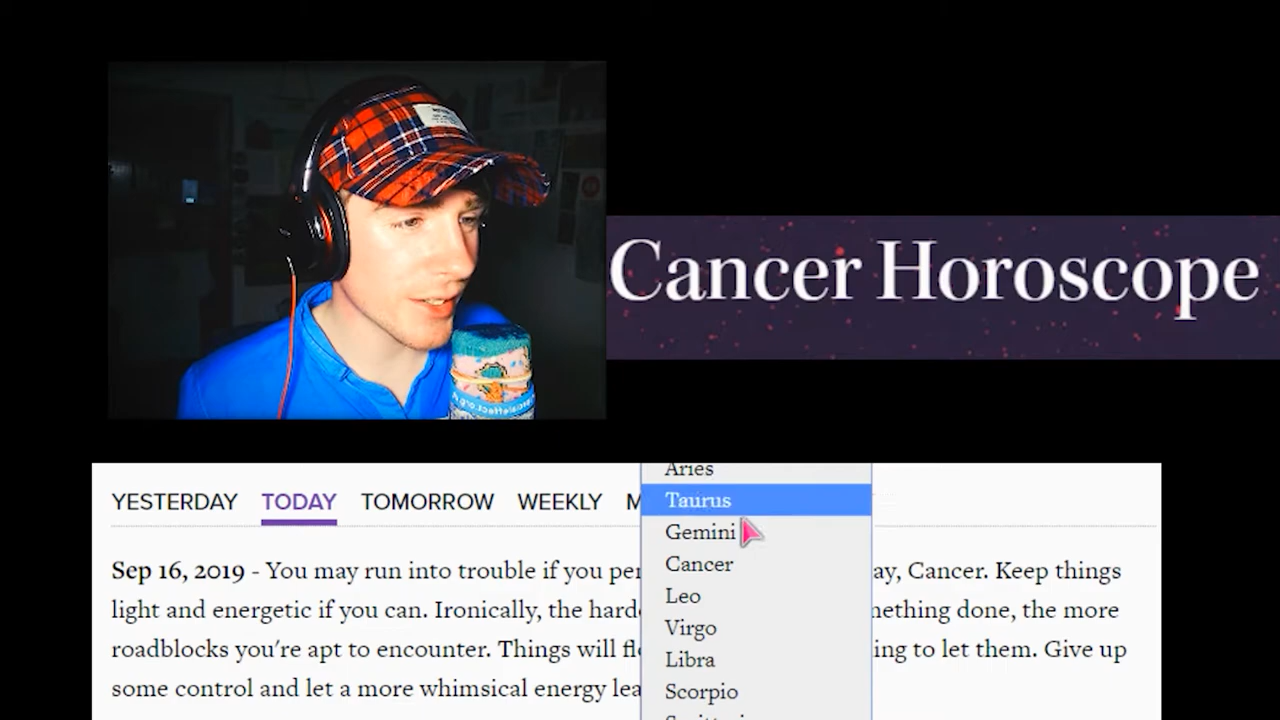 Cancer Horoscope
Aries
YESTERDAY TODAY TOMORROW WEEKLY M
Taurus
Gemini
Sep 16, 2019 - You may run into trouble if you per ay, Cancer. Keep things
Cancer
Leo
light and energetic if you can. Ironically, the hard nething done, the more
Virgo
roadblocks you're apt to encounter. Things will fl ing to let them. Give up
Libra
some control and let a more whimsical energy lea
Scorpio